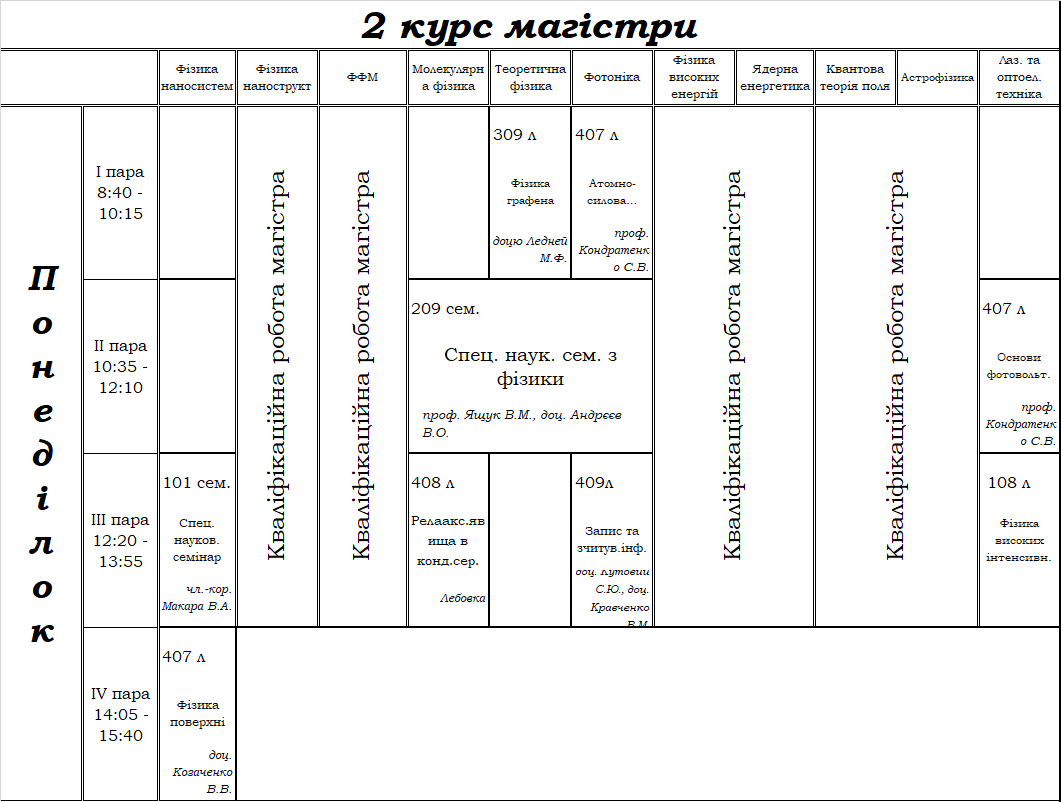 2 курс магістри
Фізика
наносистем
Фізика
нанострукт
ФФМ
Молекулярн
а фізика
Теоретична
фізика
Фотоніка
Фізика
високих
енергій
Ядерна
енергетика
Квантова
теорія поля
Астрофізика
Лаз. та
оптоел.
техніка
Понеділок
I пара
8:40 -
10:15
Кваліфікаційна робота магістра
Кваліфікаційна робота магістра
309 л
Фізика
графена
доцю Ледней
М.Ф.
407 л
Атомно-
силова...
проф.
Кондратенк
о С.В.
Кваліфікаційна робота магістра
Кваліфікаційна робота магістра
II пара
10:35 -
12:10
209 сем.
Спец. наук. сем. з
фізики
проф. Ящук В.М., доц. Андрєєв
В.О.
407 л
Основи
фотовольт.
проф.
Кондратенк
о С.В.
III пара
12:20 -
13:55
101 сем.
Спец.
науков.
семінар
чл.-кор.
Макара В.А.
408 л
Релаакс.яв
ища в
конд.сер.
Лебовка
409л
Запис та
зчитув.інф.
доц. Кутовий
С.Ю., доц.
Кравченко
В.М.
108 л
Фізика
високих
інтенсивн.
IV пара
14:05 -
15:40
407 л
Фізика
поверхні
доц.
Козаченко
В.В.